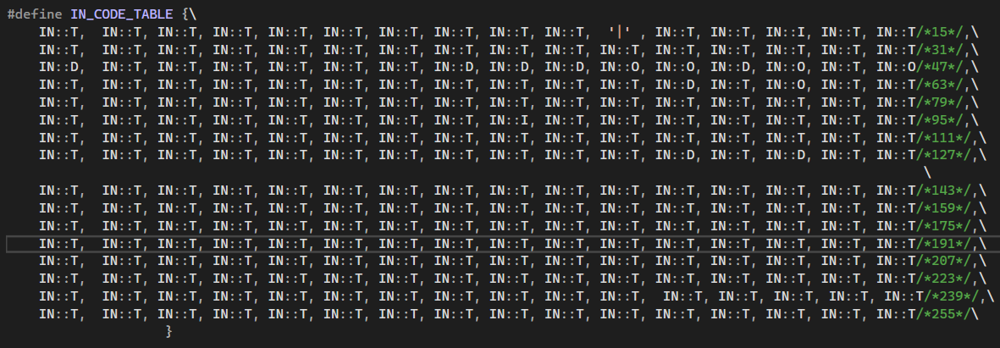 #define IN_CODE_TABLE {\
IN::T,  IN::T, IN::T, IN::T, IN::T, IN::T, IN::T, IN::T, IN::T, IN::T,  '|' , IN::T, IN::T, IN::I, IN::T, IN::T/*15*/,\
IN::T,  IN::T, IN::T, IN::T, IN::T, IN::T, IN::T, IN::T, IN::T, IN::T, IN::T, IN::T, IN::T, IN::T, IN::T, IN::T/*31*/,\
IN::D,  IN::T, IN::T, IN::T, IN::T, IN::T, IN::T, IN::D, IN::D, IN::D, IN::O, IN::O, IN::D, IN::O, IN::T, IN::O/*47*/,\
IN::T,  IN::T, IN::T, IN::T, IN::T, IN::T, IN::T, IN::T, IN::T, IN::T, IN::T, IN::D, IN::T, IN::O, IN::T, IN::T/*63*/,\
IN::T,  IN::T, IN::T, IN::T, IN::T, IN::T, IN::T, IN::T, IN::T, IN::T, IN::T, IN::T, IN::T, IN::T, IN::T, IN::T/*79*/,\
IN::T,  IN::T, IN::T, IN::T, IN::T, IN::T, IN::T, IN::T, IN::I, IN::T, IN::T, IN::T, IN::T, IN::T, IN::T, IN::T/*95*/,\
IN::T,  IN::T, IN::T, IN::T, IN::T, IN::T, IN::T, IN::T, IN::T, IN::T, IN::T, IN::T, IN::T, IN::T, IN::T, IN::T/*111*/,\
IN::T,  IN::T, IN::T, IN::T, IN::T, IN::T, IN::T, IN::T, IN::T, IN::T, IN::T, IN::D, IN::T, IN::D, IN::T, IN::T/*127*/,\
\
IN::T,  IN::T, IN::T, IN::T, IN::T, IN::T, IN::T, IN::T, IN::T, IN::T, IN::T, IN::T, IN::T, IN::T, IN::T, IN::T/*143*/,\
IN::T,  IN::T, IN::T, IN::T, IN::T, IN::T, IN::T, IN::T, IN::T, IN::T, IN::T, IN::T, IN::T, IN::T, IN::T, IN::T/*159*/,\
IN::T,  IN::T, IN::T, IN::T, IN::T, IN::T, IN::T, IN::T, IN::T, IN::T, IN::T, IN::T, IN::T, IN::T, IN::T, IN::T/*175*/,\
IN::T,  IN::T, IN::T, IN::T, IN::T, IN::T, IN::T, IN::T, IN::T, IN::T, IN::T, IN::T, IN::T, IN::T, IN::T, IN::T/*191*/,\
IN::T,  IN::T, IN::T, IN::T, IN::T, IN::T, IN::T, IN::T, IN::T, IN::T, IN::T, IN::T, IN::T, IN::T, IN::T, IN::T/*207*/,\
IN::T,  IN::T, IN::T, IN::T, IN::T, IN::T, IN::T, IN::T, IN::T, IN::T, IN::T, IN::T, IN::T, IN::T, IN::T, IN::T/*223*/,\
IN::T,  IN::T, IN::T, IN::T, IN::T, IN::T, IN::T, IN::T, IN::T, IN::T, IN::T,  IN::T, IN::T, IN::T, IN::T, IN::T/*239*/,\
IN::T,  IN::T, IN::T, IN::T, IN::T, IN::T, IN::T, IN::T, IN::T, IN::T, IN::T, IN::T, IN::T, IN::T, IN::T, IN::T/*255*/\
}